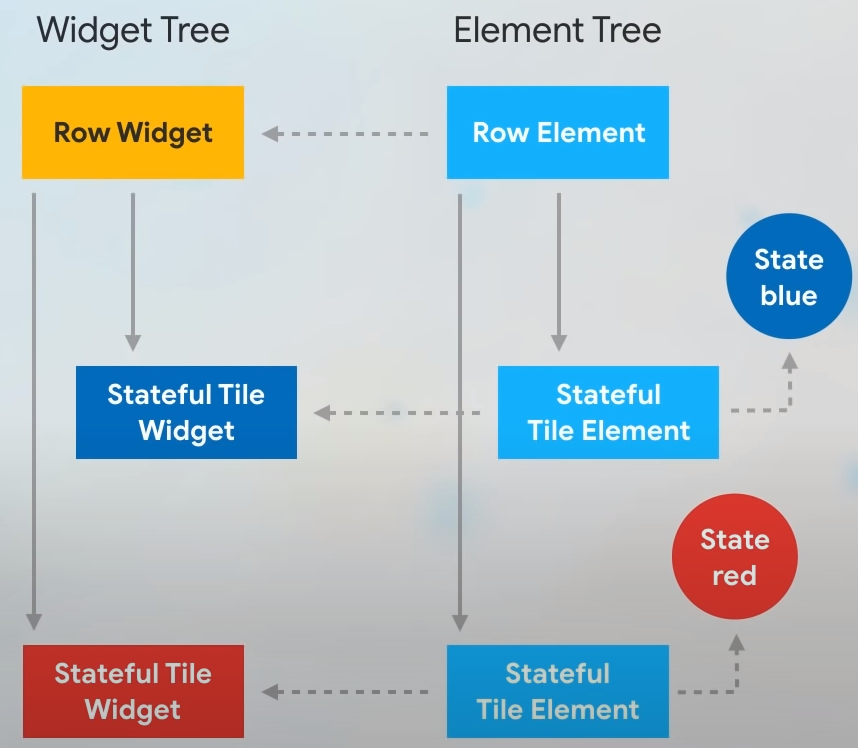 Widget Tree
Element Tree
Row Widget
Row Element
State
blue
Stateful Tile
Widget
Stateful
Tile Element
State
red
Stateful Tile
Widget
Stateful
Tile Element